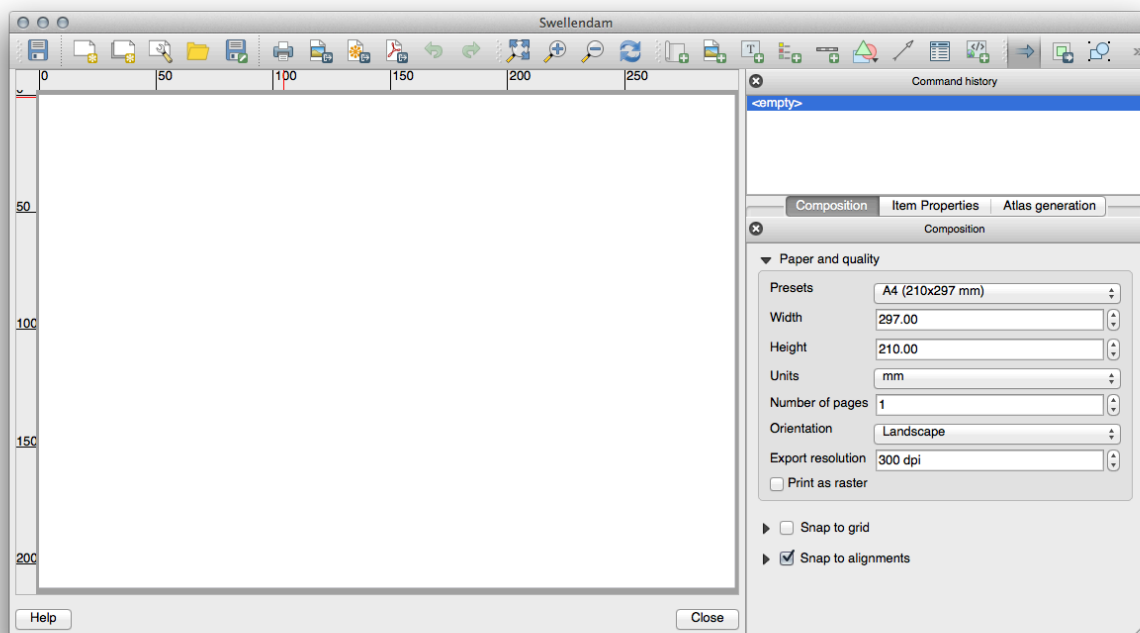 Swellendam
0 50 100 150 200 250
Command history
<empty>
Composition Item Properties Atlas generation
Composition
Paper and quality
Presets A4 (210x297 mm)
Width 297.00
Height 210.00
Units mm
Number of pages 1
Orientation Landscape
Export resolution 300 dpi
Print as raster
Snap to grid
Snap to alignments
50
100
150
200
Help Close